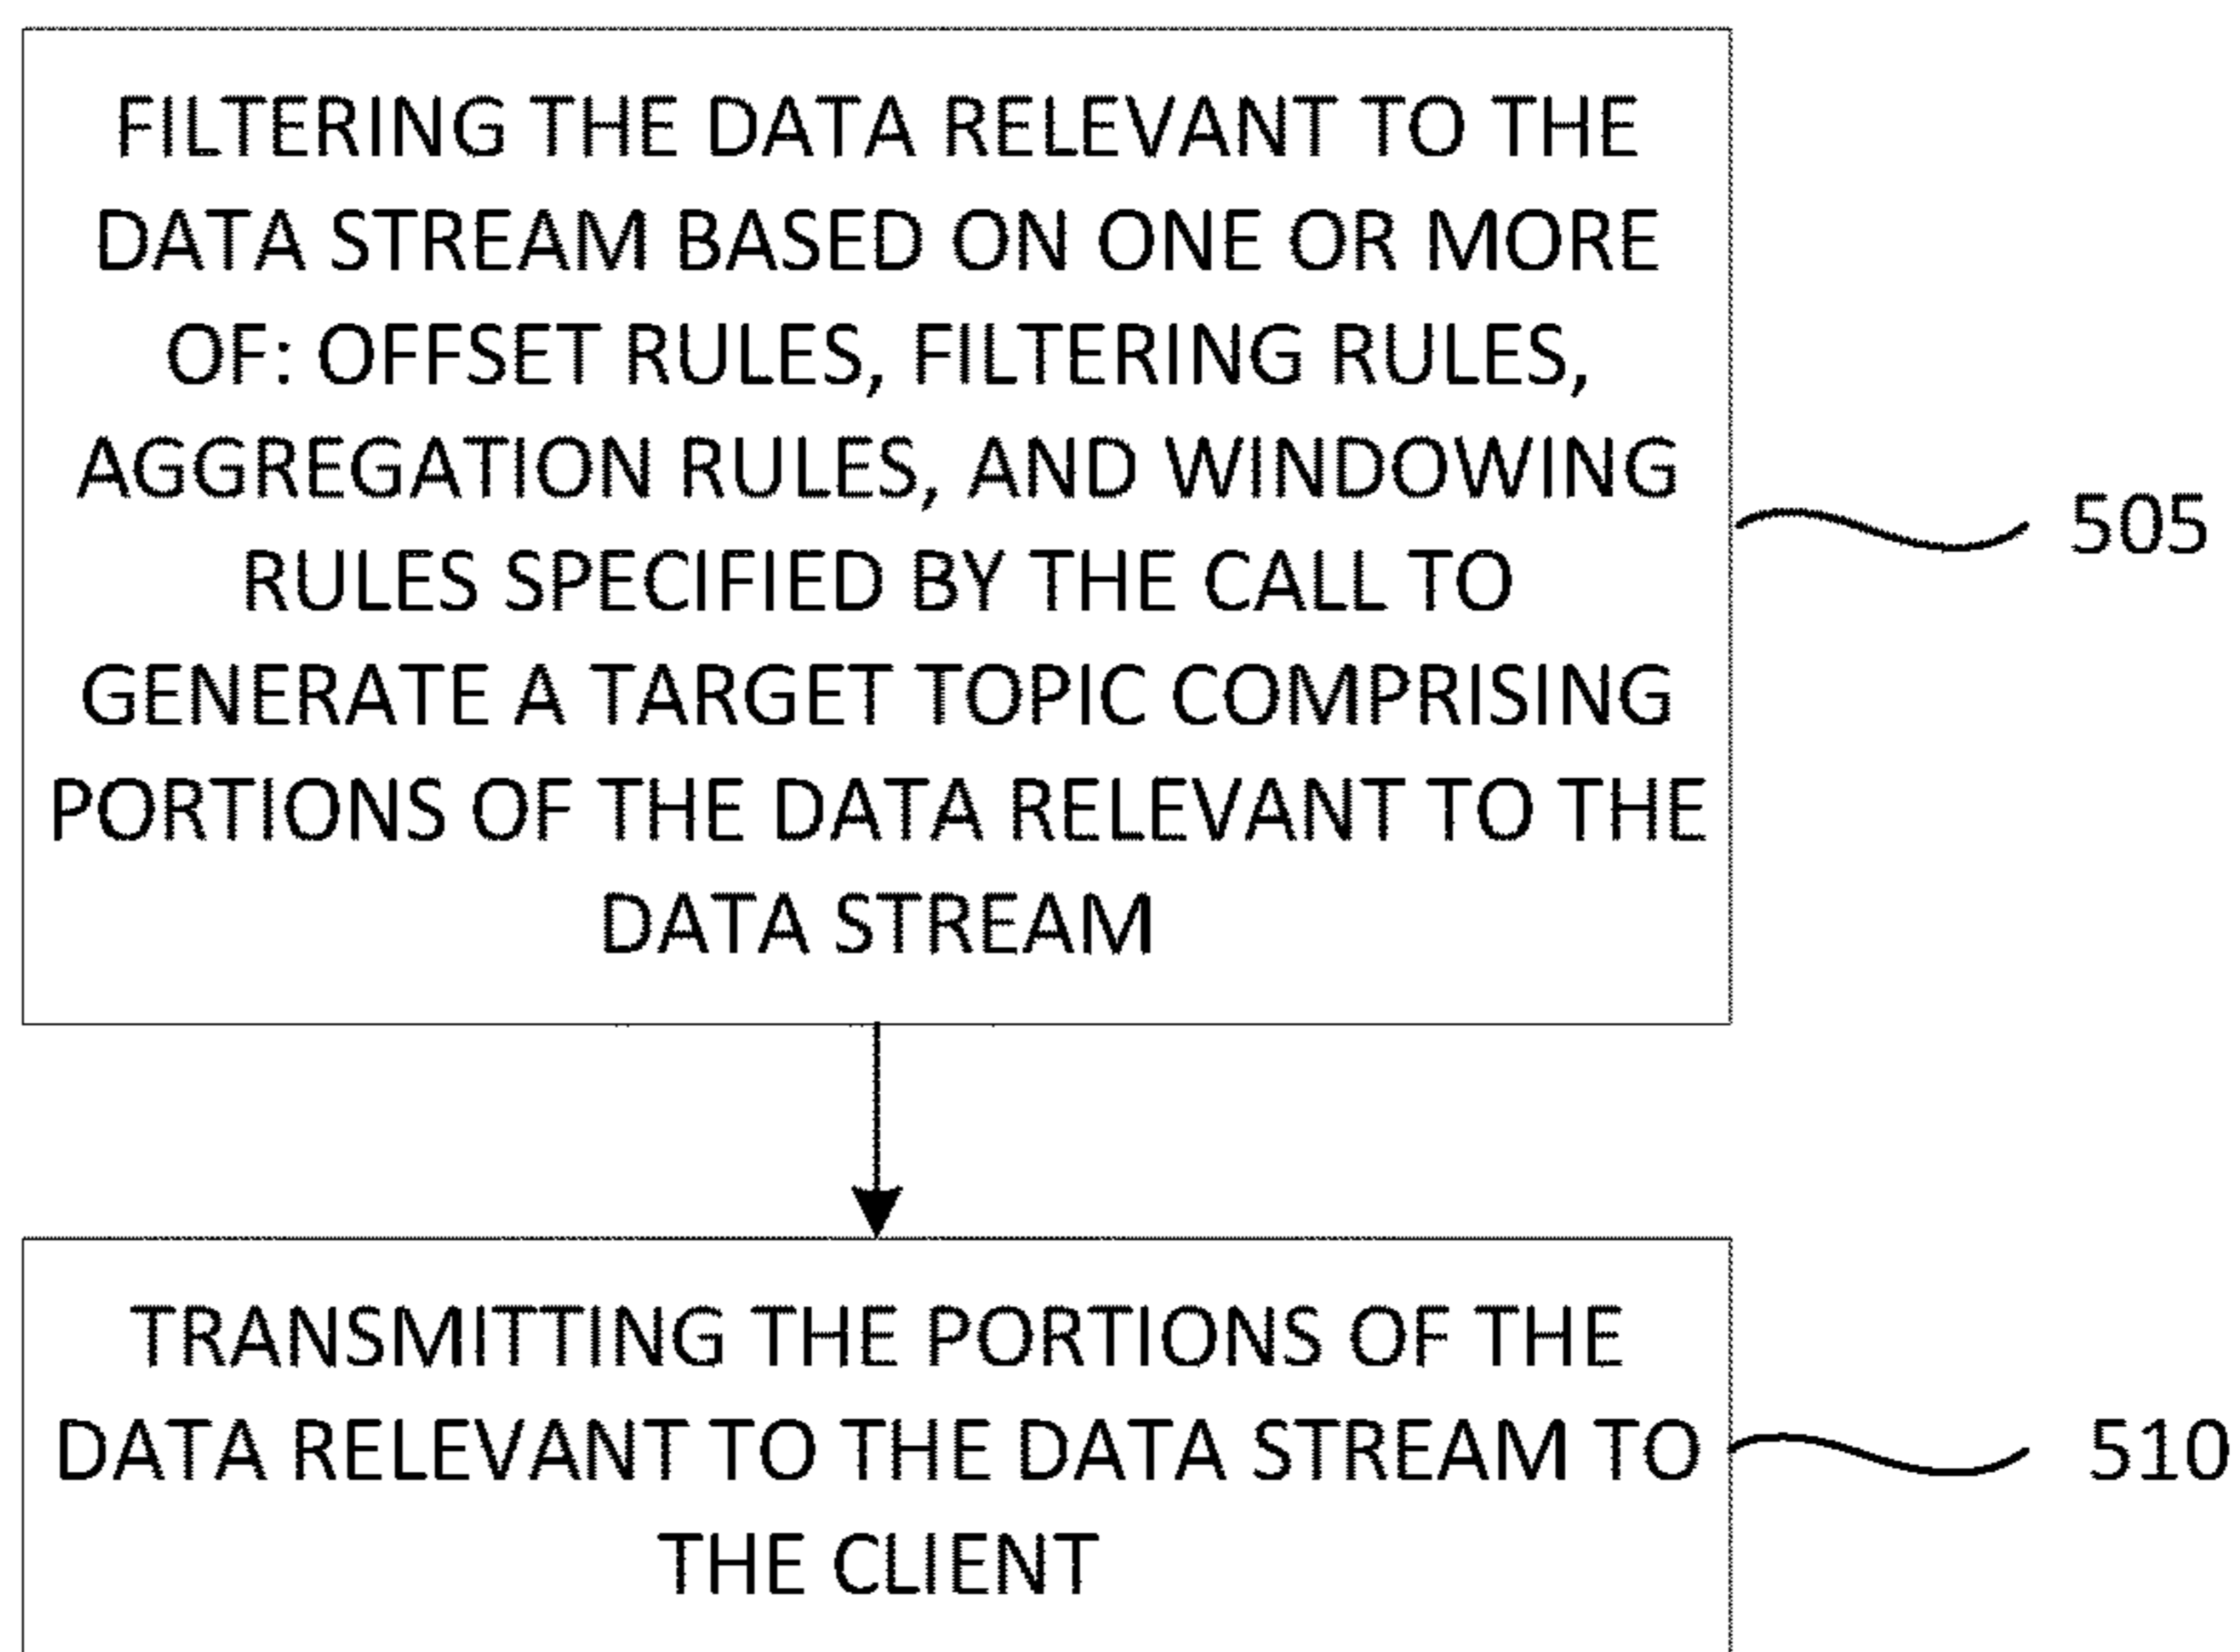 FILTERING THE DATA RELEVANT TO THE
DATA STREAM BASED ON ONE OR MORE
OF: OFFSET RULES, FILTERING RULES,
AGGREGATION RULES, AND WINDOWING
RULES SPECIFIED BY THE CALL TO
GENERATE A TARGET TOPIC COMPRISING
PORTIONS OF THE DATA RELEVANT TO THE
DATA STREAM
505
TRANSMITTING THE PORTIONS OF THE
DATA RELEVANT TO THE DATA STREAM TO
THE CLIENT
510